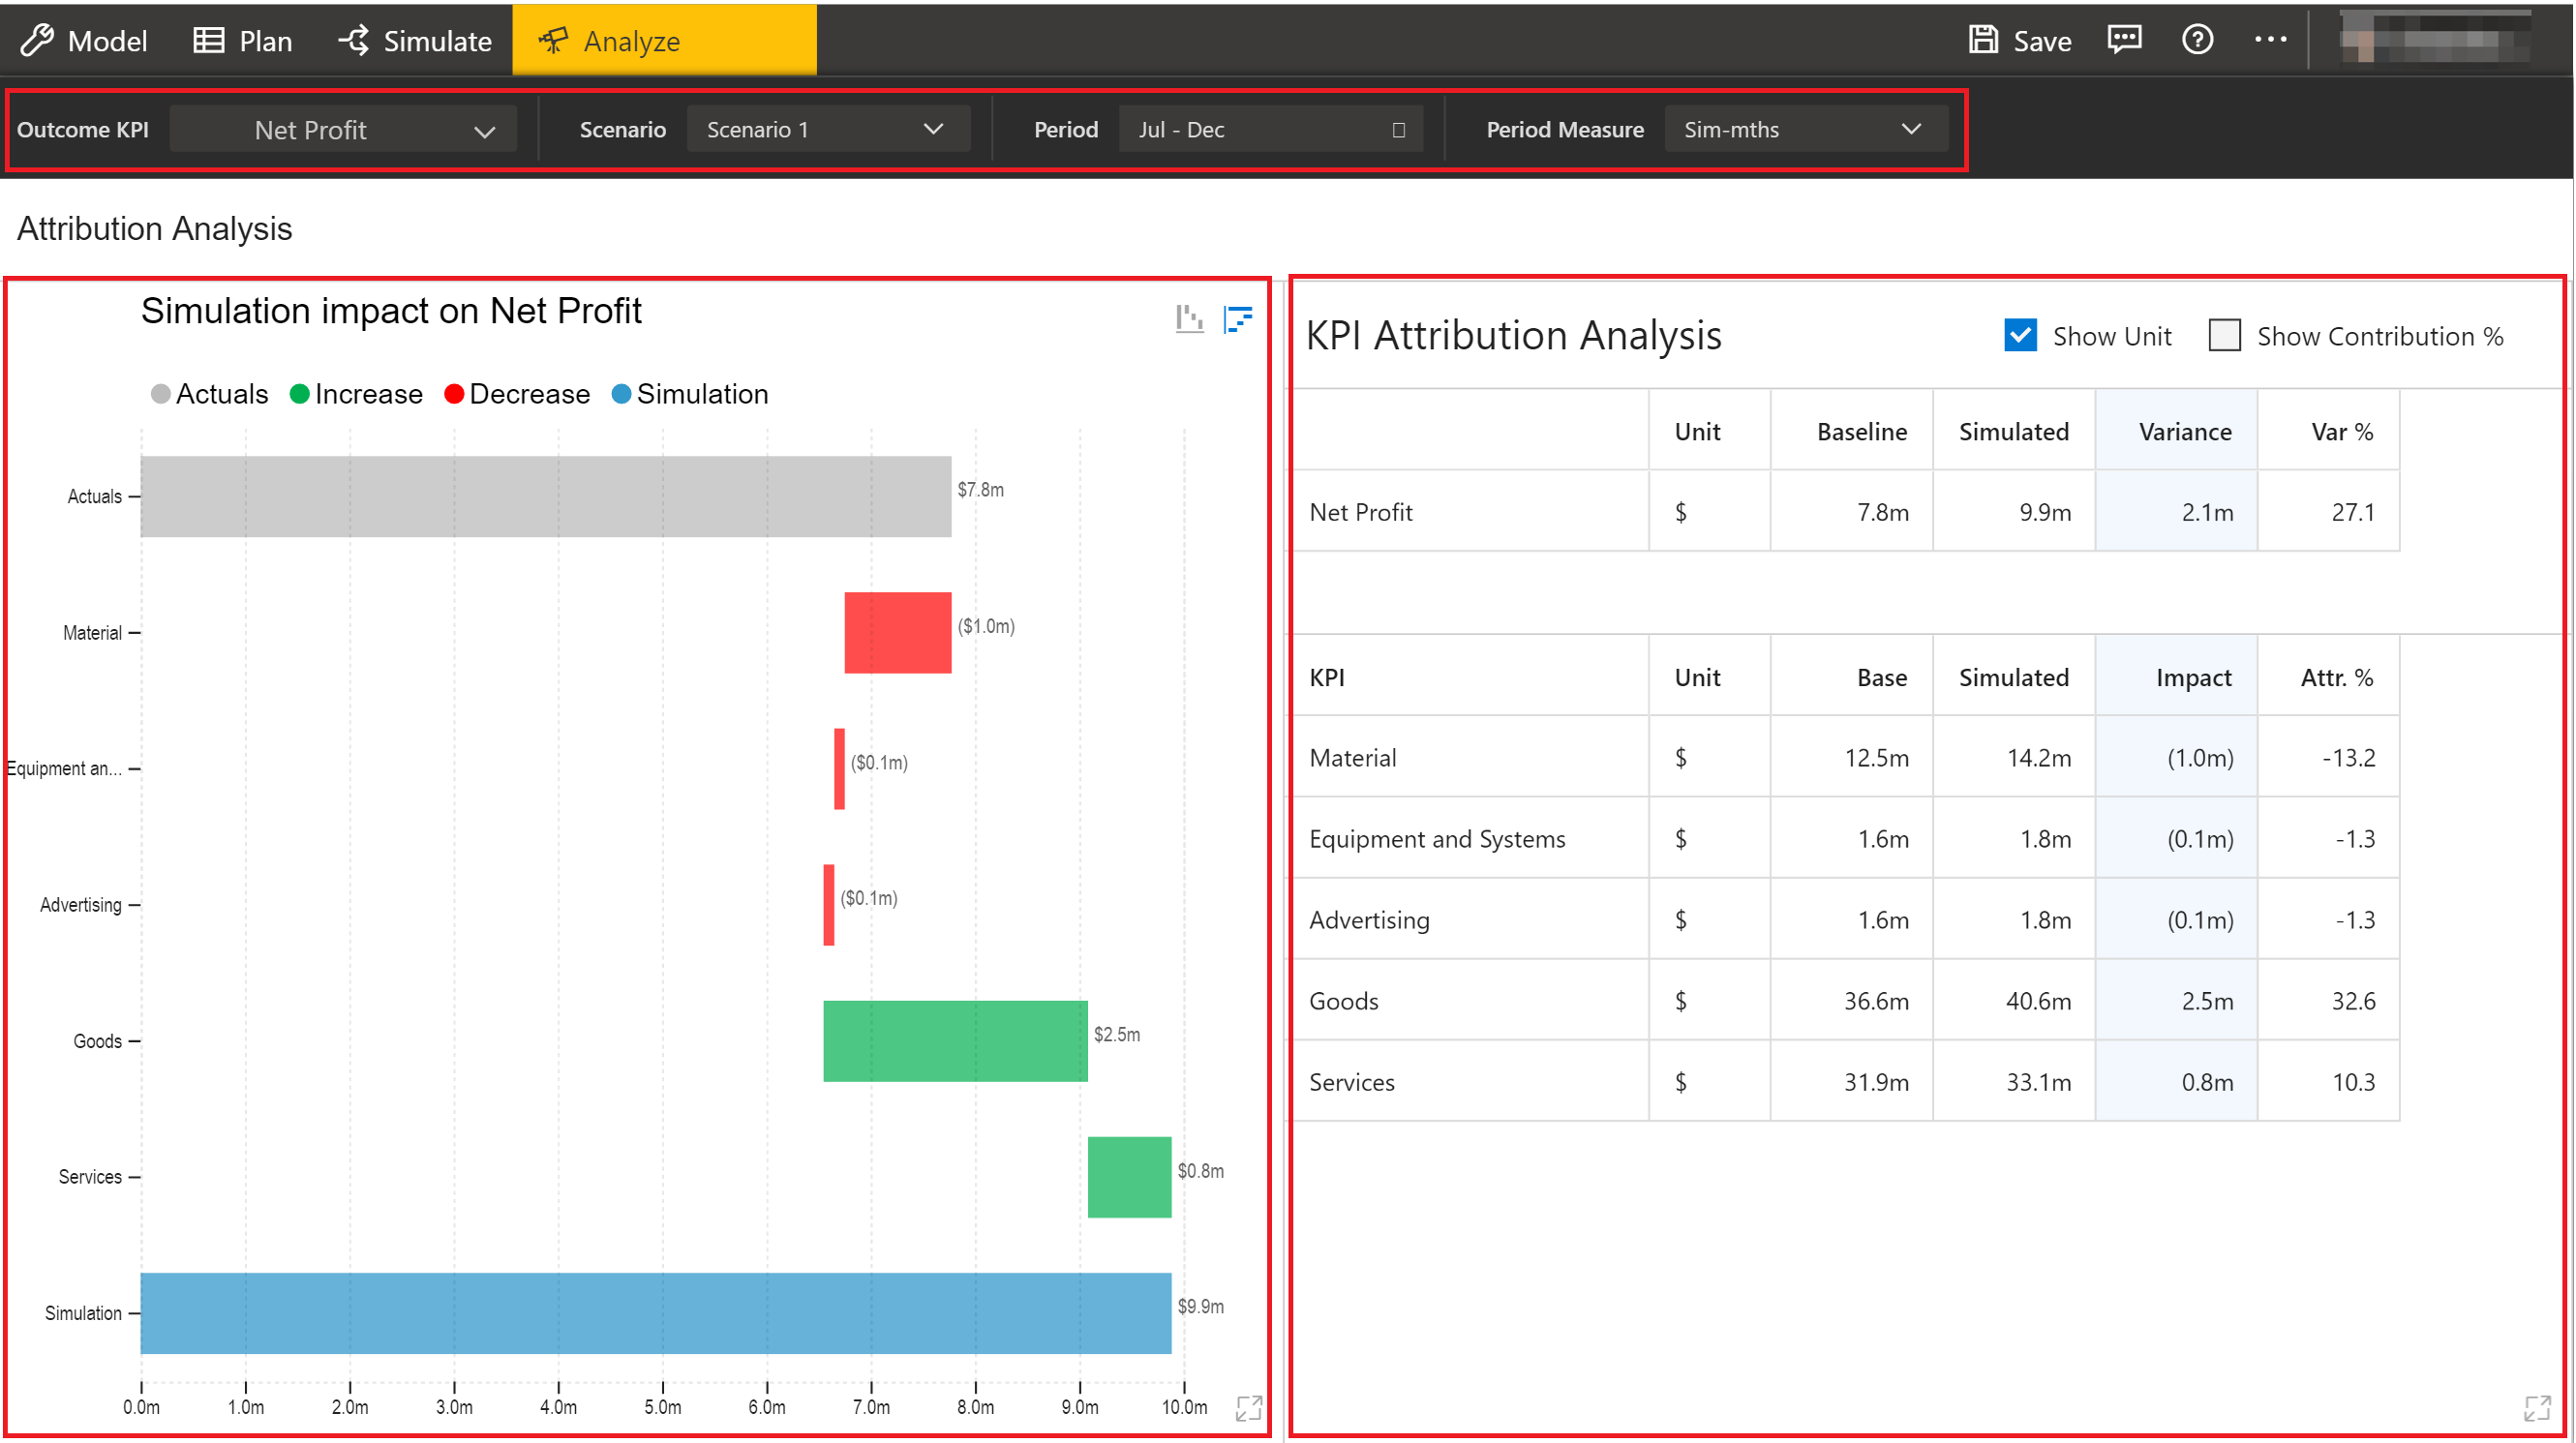 Model Plan Simulate Analyze Save
Outcome KPI Net Profit Scenario Scenario 1 Period Jul - Dec Period Measure Sim-mths
Attribution Analysis
Simulation impact on Net Profit
Actuals Increase Decrease Simulation
Actuals $7.8m
Material ($1.0m)
Equipment an... ($0.1m)
Advertising ($0.1m)
Goods $2.5m
Services $0.8m
Simulation $9.9m
0.0m 1.0m 2.0m 3.0m 4.0m 5.0m 6.0m 7.0m 8.0m 9.0m 10.0m
KPI Attribution Analysis Show Unit Show Contribution %
Unit Baseline Simulated Variance Var %
Net Profit $ 7.8m 9.9m 2.1m 27.1
KPI Unit Base Simulated Impact Attr. %
Material $ 12.5m 14.2m (1.0m) -13.2
Equipment and Systems $ 1.6m 1.8m (0.1m) -1.3
Advertising $ 1.6m 1.8m (0.1m) -1.3
Goods $ 36.6m 40.6m 2.5m 32.6
Services $ 31.9m 33.1m 0.8m 10.3